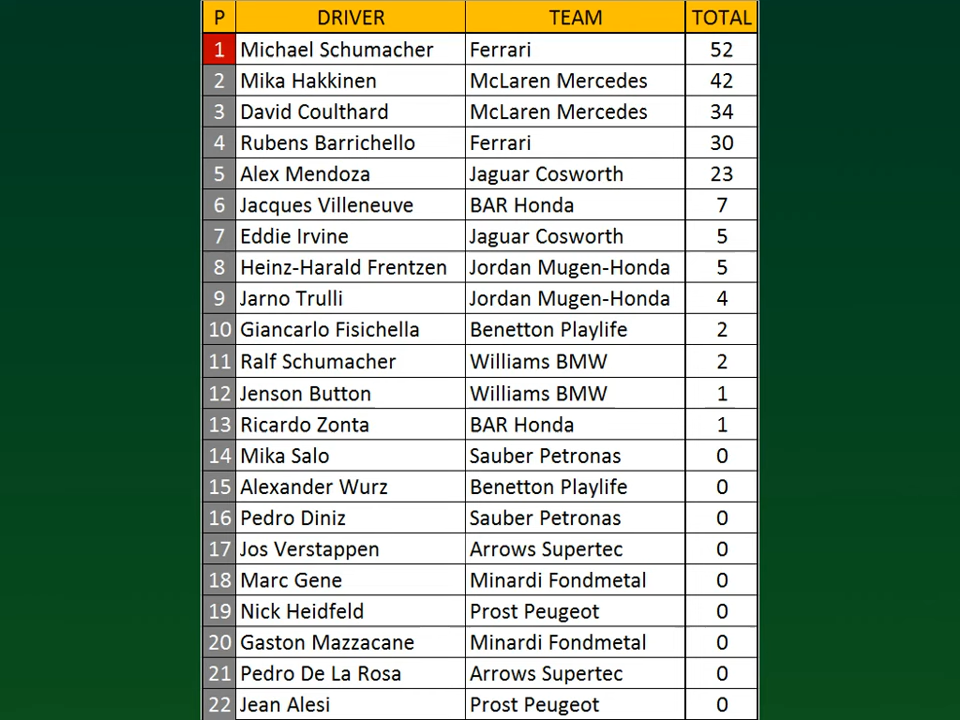 P DRIVER TEAM TOTAL
1 Michael Schumacher Ferrari 52
2 Mika Hakkinen McLaren Mercedes 42
3 David Coulthard McLaren Mercedes 34
4 Rubens Barrichello Ferrari 30
5 Alex Mendoza Jaguar Cosworth 23
6 Jacques Villeneuve BAR Honda 7
7 Eddie Irvine Jaguar Cosworth 5
8 Heinz-Harald Frentzen Jordan Mugen-Honda 5
9 Jarno Trulli Jordan Mugen-Honda 4
10 Giancarlo Fisichella Benetton Playlife 2
11 Ralf Schumacher Williams BMW 2
12 Jenson Button Williams BMW 1
13 Ricardo Zonta BAR Honda 1
14 Mika Salo Sauber Petronas 0
15 Alexander Wurz Benetton Playlife 0
16 Pedro Diniz Sauber Petronas 0
17 Jos Verstappen Arrows Supertec 0
18 Marc Gene Minardi Fondmetal 0
19 Nick Heidfeld Prost Peugeot 0
20 Gaston Mazzacane Minardi Fondmetal 0
21 Pedro De La Rosa Arrows Supertec 0
22 Jean Alesi Prost Peugeot 0